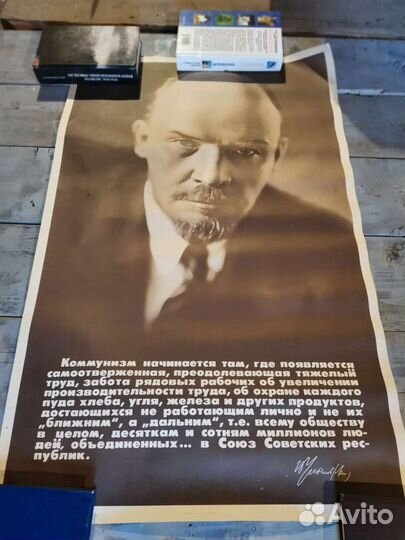 ОСНОВЫ МИРОПОНИМАНИЯ
Коммунизм начинается там, где появляется
самоотверженная, преодолевающая тяжелый
труд, забота рядовых рабочих об увеличении
производительности труда, об охране каждого
пуда хлеба, угля, железа и других продуктов,
достающихся не работающим лично и не их
„ближним“, а „дальним“, т.е. всему обществу
в целом, десяткам и сотням миллионов лю-
дей, объединенных... в Союз Советских рес-
публик.
Avito